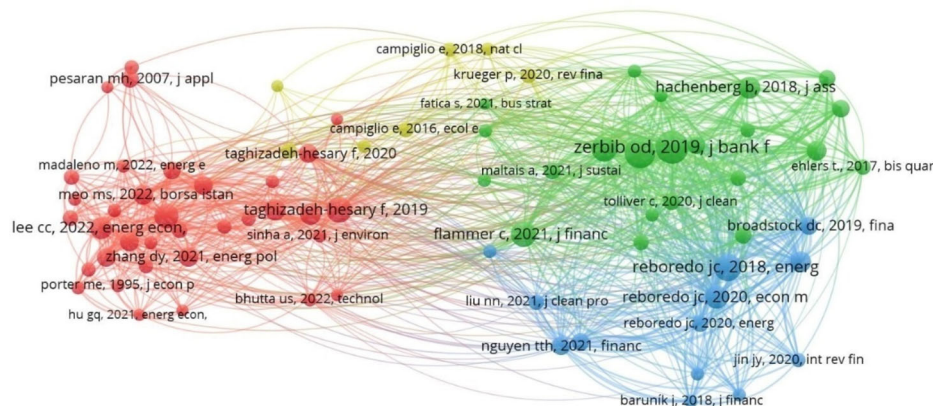 campiglio e, 2018, nat cl
pesaran mh, 2007, j appl
krueger p, 2020, rev fina
hachenberg b, 2018, j ass
fatica s, 2021, bus strat
campiglio e, 2016, ecol e
zerbib od, 2019, j bank f
taghizadeh-hesary f, 2020
madaleno m, 2022, energ e
maltais a, 2021, j sustai
ehlers t., 2017, bis quar
meo ms, 2022, borsa istan
tolliver c, 2020, j clean
taghizadeh-hesary f, 2019
lee cc, 2022, energ econ,
sinha a, 2021, j environ
flammer c, 2021, j financ
broadstock dc, 2019, fina
zhang dy, 2021, energ pol
reboredo jc, 2018, energ
porter me, 1995, j econ p
bhutta us, 2022, technol
liu nn, 2021, j clean pro
reboredo jc, 2020, econ m
hu gq, 2021, energ econ,
reboredo jc, 2020, energ
nguyen tth, 2021, financ
jin jy, 2020, int rev fin
barunik j, 2018, j financ